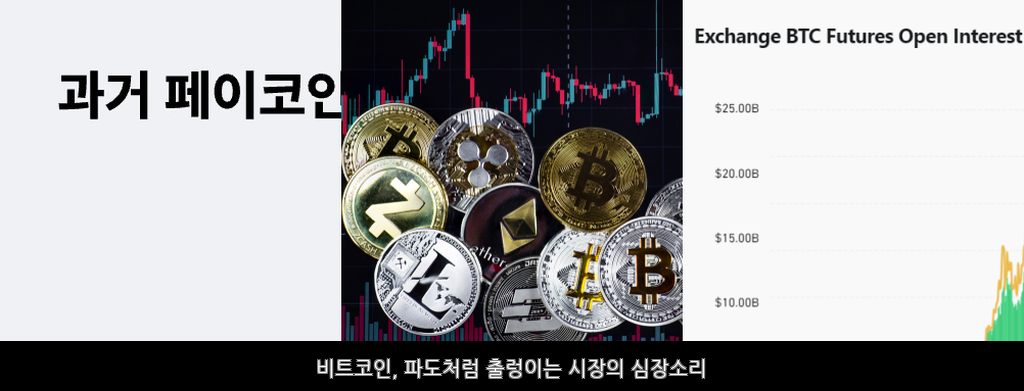 과거 페이코인
Exchange BTC Futures Open Interest
$25.00B
$20.00B
$15.00B
$10.00B
ZCASH
ether
비트코인, 파도처럼 출렁이는 시장의 심장소리